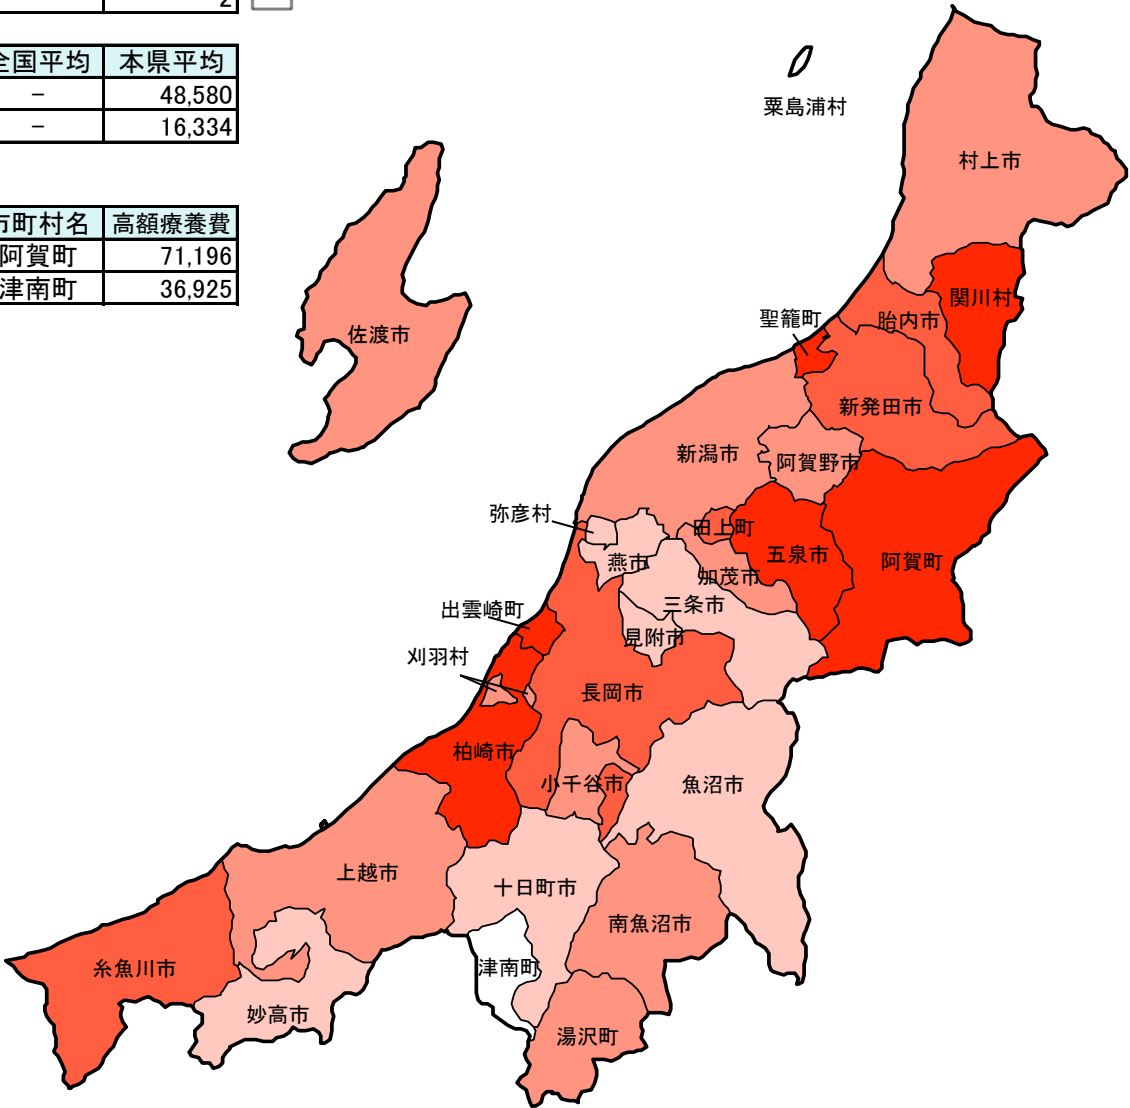 2
全国平均 本県平均
－ 48,580
－ 16,334
市町村名 高額療養費
阿賀町 71,196
津南町 36,925
粟島浦村
村上市
関川村
聖籠町
胎内市
佐渡市
新発田市
新潟市
阿賀野市
弥彦村
田上町
燕市
五泉市
阿賀町
加茂市
三条市
出雲崎町
見附市
刈羽村
長岡市
柏崎市
小千谷市
魚沼市
上越市
十日町市
南魚沼市
糸魚川市
津南町
妙高市
湯沢町